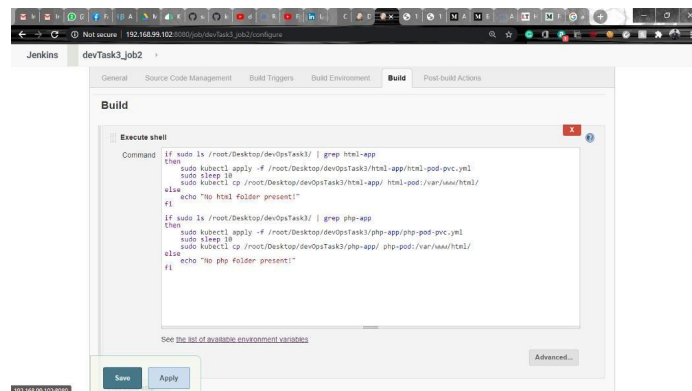 Not secure | 192.168.99.102:8080/job/devTask3_job2/configure
Jenkins devTask3_job2
General Source Code Management Build Triggers Build Environment Build Post-build Actions
Build
Execute shell
X
Command
if sudo ls /root/Desktop/devOpsTask3/ | grep html-app
then
sudo kubectl apply -f /root/Desktop/devOpsTask3/html-app/html-pod-pvc.yml
sudo sleep 10
sudo kubectl cp /root/Desktop/devOpsTask3/html-app/ html-pod:/var/www/html/
else
echo "No html folder present!"
fi
if sudo ls /root/Desktop/devOpsTask3/ | grep php-app
then
sudo kubectl apply -f /root/Desktop/devOpsTask3/php-app/php-pod-pvc.yml
sudo sleep 10
sudo kubectl cp /root/Desktop/devOpsTask3/php-app/ php-pod:/var/www/html/
else
echo "No php folder present!"
fi
See the list of available environment variables
Advanced...
Save Apply
192.168.99.102:8080